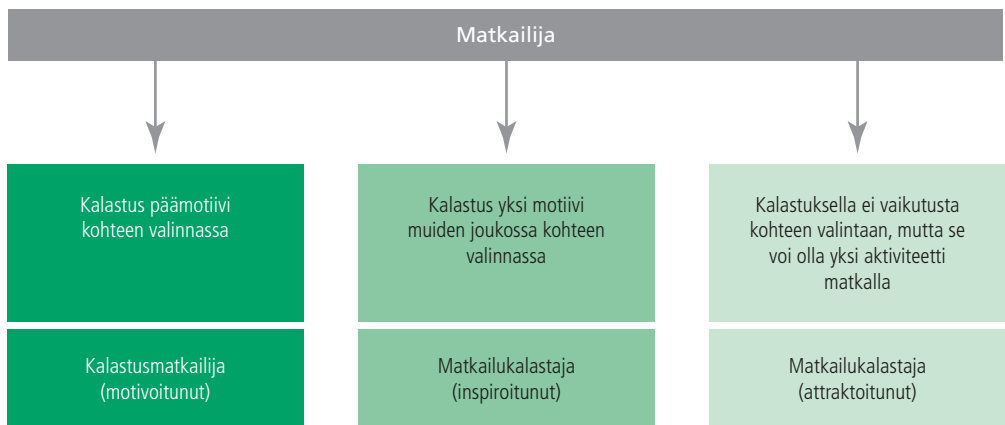 Matkailija
Kalastus päämotiivi
kohteen valinnassa
Kalastus yksi motiivi
muiden joukossa kohteen
valinnassa
Kalastuksella ei vaikutusta
kohteen valintaan, mutta se
voi olla yksi aktiviteetti
matkalla
Kalastusmatkailija
(motivoitunut)
Matkailukalastaja
(inspiroitunut)
Matkailukalastaja
(attraktoitunut)